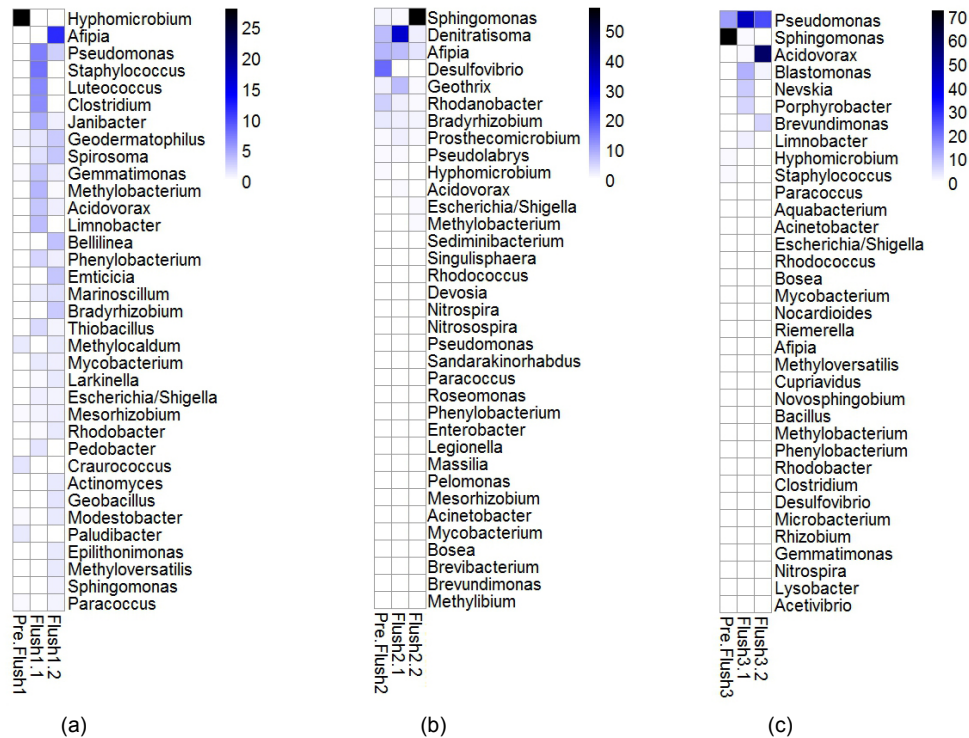 Hyphomicrobium
Afipia
Pseudomonas
Staphylococcus
Luteococcus
Clostridium
Janibacter
Geodermatophilus
Spirosoma
Gemmatimonas
Methylobacterium
Acidovorax
Limnobacter
Bellilinea
Phenylobacterium
Emticicia
Marinoscillum
Bradyrhizobium
Thiobacillus
Methylocaldum
Mycobacterium
Larkinella
Escherichia/Shigella
Mesorhizobium
Rhodobacter
Pedobacter
Craurococcus
Actinomyces
Geobacillus
Modestobacter
Paludibacter
Epilithonimonas
Methyloversatilis
Sphingomonas
Paracoccus
25
20
15
10
5
0
Pre.Flush1
Flush1.1
Flush1.2
(a)
Sphingomonas
Denitratisoma
Afipia
Desulfovibrio
Geothrix
Rhodanobacter
Bradyrhizobium
Prosthecomicrobium
Pseudolabrys
Hyphomicrobium
Acidovorax
Escherichia/Shigella
Methylobacterium
Sediminibacterium
Singulisphaera
Rhodococcus
Devosia
Nitrospira
Nitrosospira
Pseudomonas
Sandarakinorhabdus
Paracoccus
Roseomonas
Phenylobacterium
Enterobacter
Legionella
Massilia
Pelomonas
Mesorhizobium
Acinetobacter
Mycobacterium
Bosea
Brevibacterium
Brevundimonas
Methylibium
50
40
30
20
10
0
Pre.Flush2
Flush2.1
Flush2.2
(b)
Pseudomonas
Sphingomonas
Acidovorax
Blastomonas
Nevskia
Porphyrobacter
Brevundimonas
Limnobacter
Hyphomicrobium
Staphylococcus
Paracoccus
Aquabacterium
Acinetobacter
Escherichia/Shigella
Rhodococcus
Bosea
Mycobacterium
Nocardioides
Riemerella
Afipia
Methyloversatilis
Cupriavidus
Novosphingobium
Bacillus
Methylobacterium
Phenylobacterium
Rhodobacter
Clostridium
Desulfovibrio
Microbacterium
Rhizobium
Gemmatimonas
Nitrospira
Lysobacter
Acetivibrio
70
60
50
40
30
20
10
0
Pre.Flush3
Flush3.1
Flush3.2
(c)